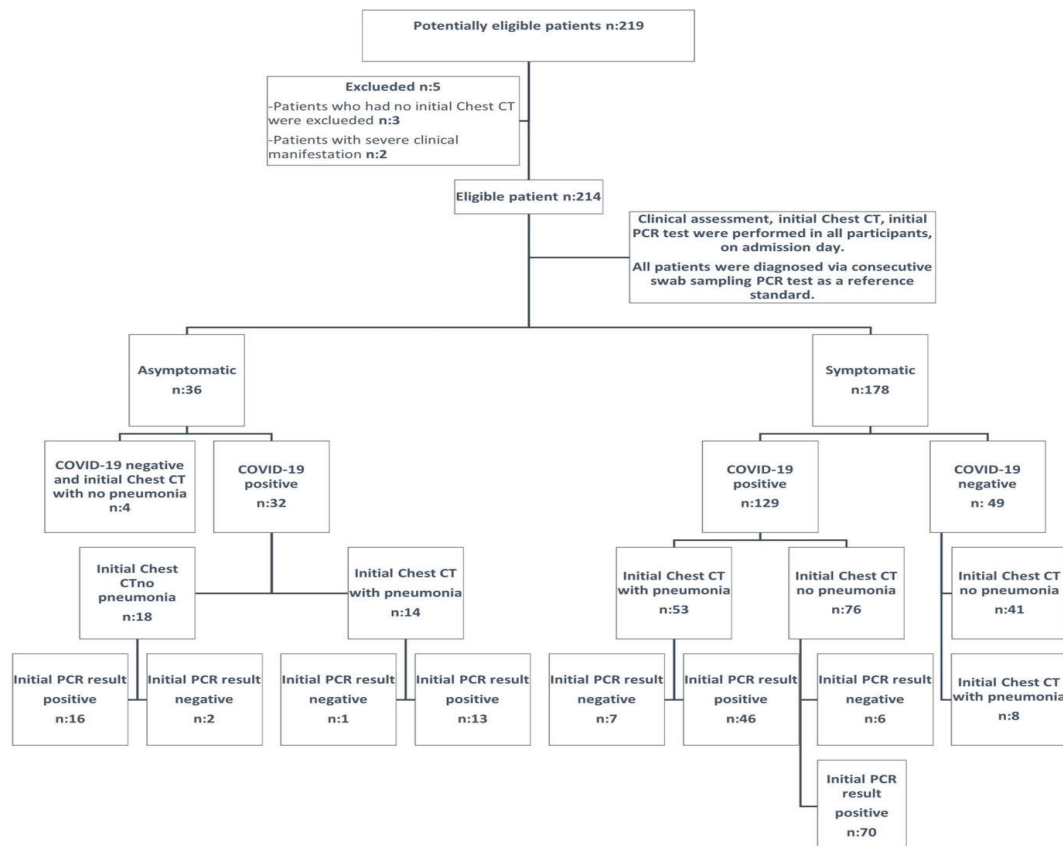 Potentially eligible patients n:219
Exclueded n:5
-Patients who had no initial Chest CT
were exclueded n:3
-Patients with severe clinical
manifestation n:2
Eligible patient n:214
Clinical assessment, initial Chest CT, initial
PCR test were performed in all participants,
on admission day.
All patients were diagnosed via consecutive
swab sampling PCR test as a reference
standard.
Asymptomatic
n:36
Symptomatic
n:178
COVID-19 negative
and initial Chest CT
with no pneumonia
n:4
COVID-19
positive
n:32
COVID-19
positive
n:129
COVID-19
negative
n: 49
Initial Chest
CTno
pneumonia
n:18
Initial Chest CT
with pneumonia
n:14
Initial Chest CT
with pneumonia
n:53
Initial Chest CT
no pneumonia
n:76
Initial Chest CT
no pneumonia
n:41
Initial PCR result
positive
n:16
Initial PCR result
negative
n:2
Initial PCR result
negative
n:1
Initial PCR result
positive
n:13
Initial PCR result
negative
n:7
Initial PCR result
positive
n:46
Initial PCR result
negative
n:6
Initial Chest CT
with pneumonia
n:8
Initial PCR
result
positive
n:70